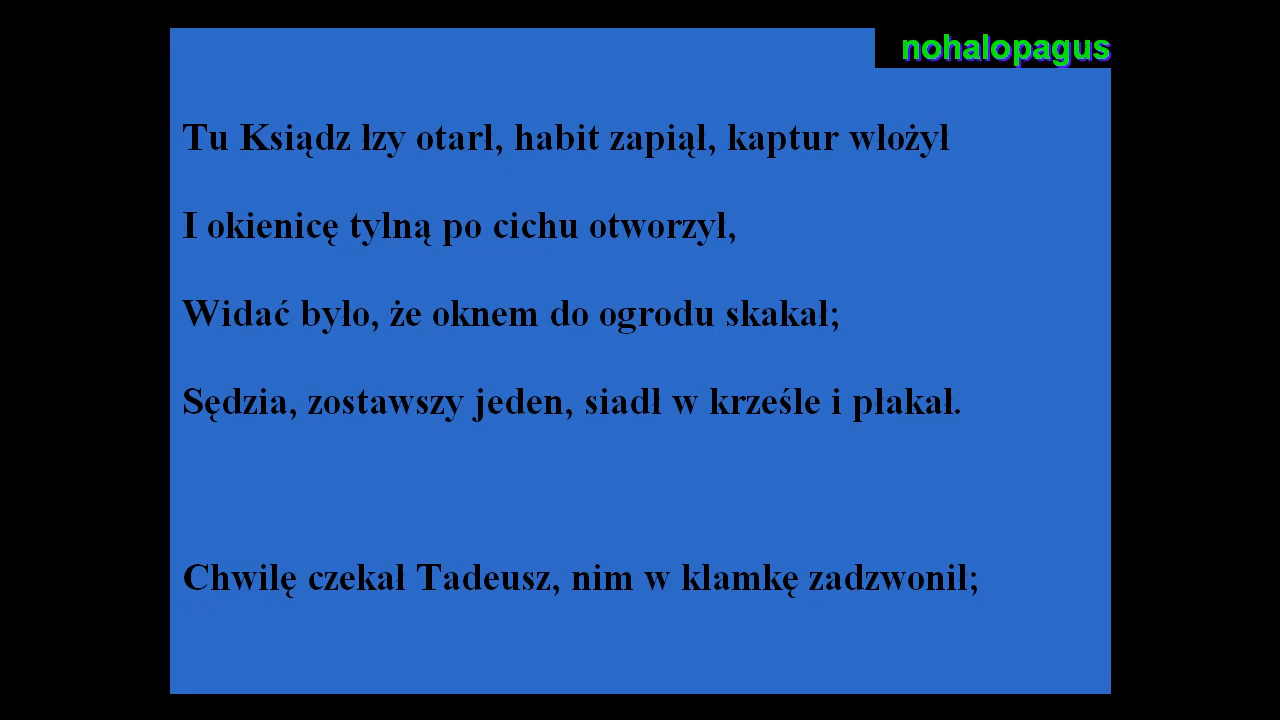 nohalopagus
Tu Ksiądz łzy otarł, habit zapiął, kaptur włożył
I okienicę tylną po cichu otworzył,
Widać było, że oknem do ogrodu skakał;
Sędzia, zostawszy jeden, siadł w krześle i płakał.
Chwilę czekał Tadeusz, nim w klamkę zadzwonił;